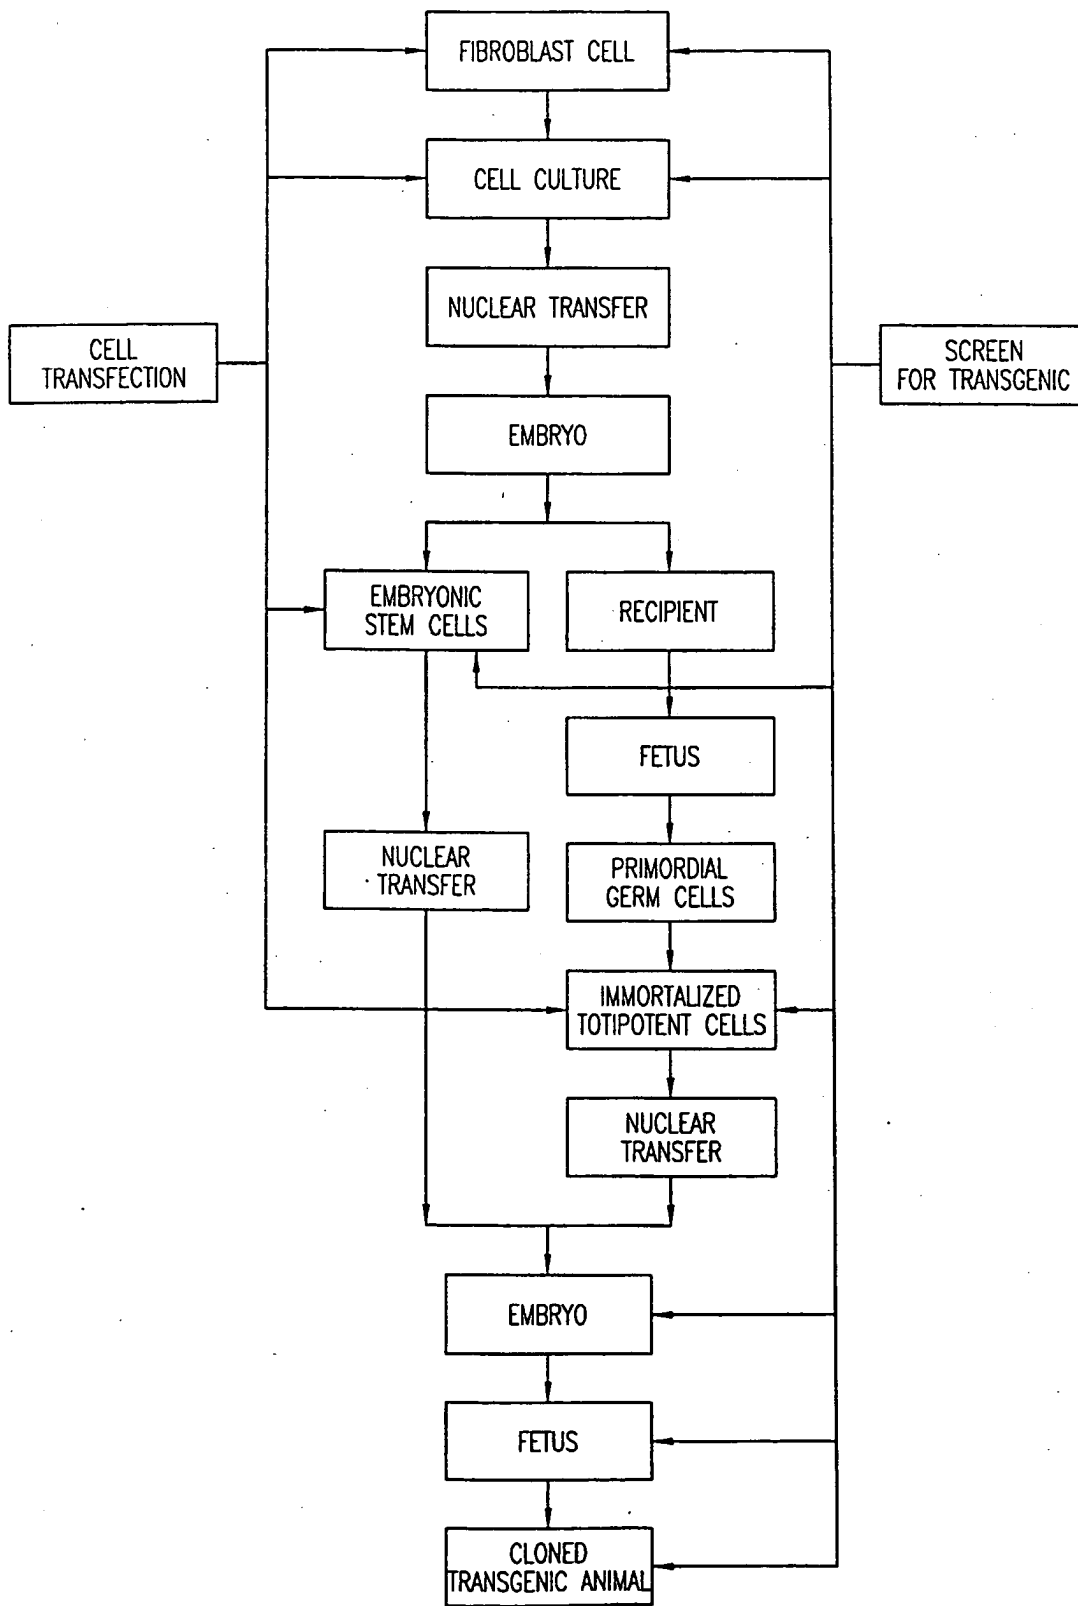 FIBROBLAST CELL
CELL CULTURE
NUCLEAR TRANSFER
CELL
TRANSFECTION
SCREEN
FOR TRANSGENIC
EMBRYO
EMBRYONIC
STEM CELLS
RECIPIENT
FETUS
NUCLEAR
TRANSFER
PRIMORDIAL
GERM CELLS
IMMORTALIZED
TOTIPOTENT CELLS
NUCLEAR
TRANSFER
EMBRYO
FETUS
CLONED
TRANSGENIC ANIMAL